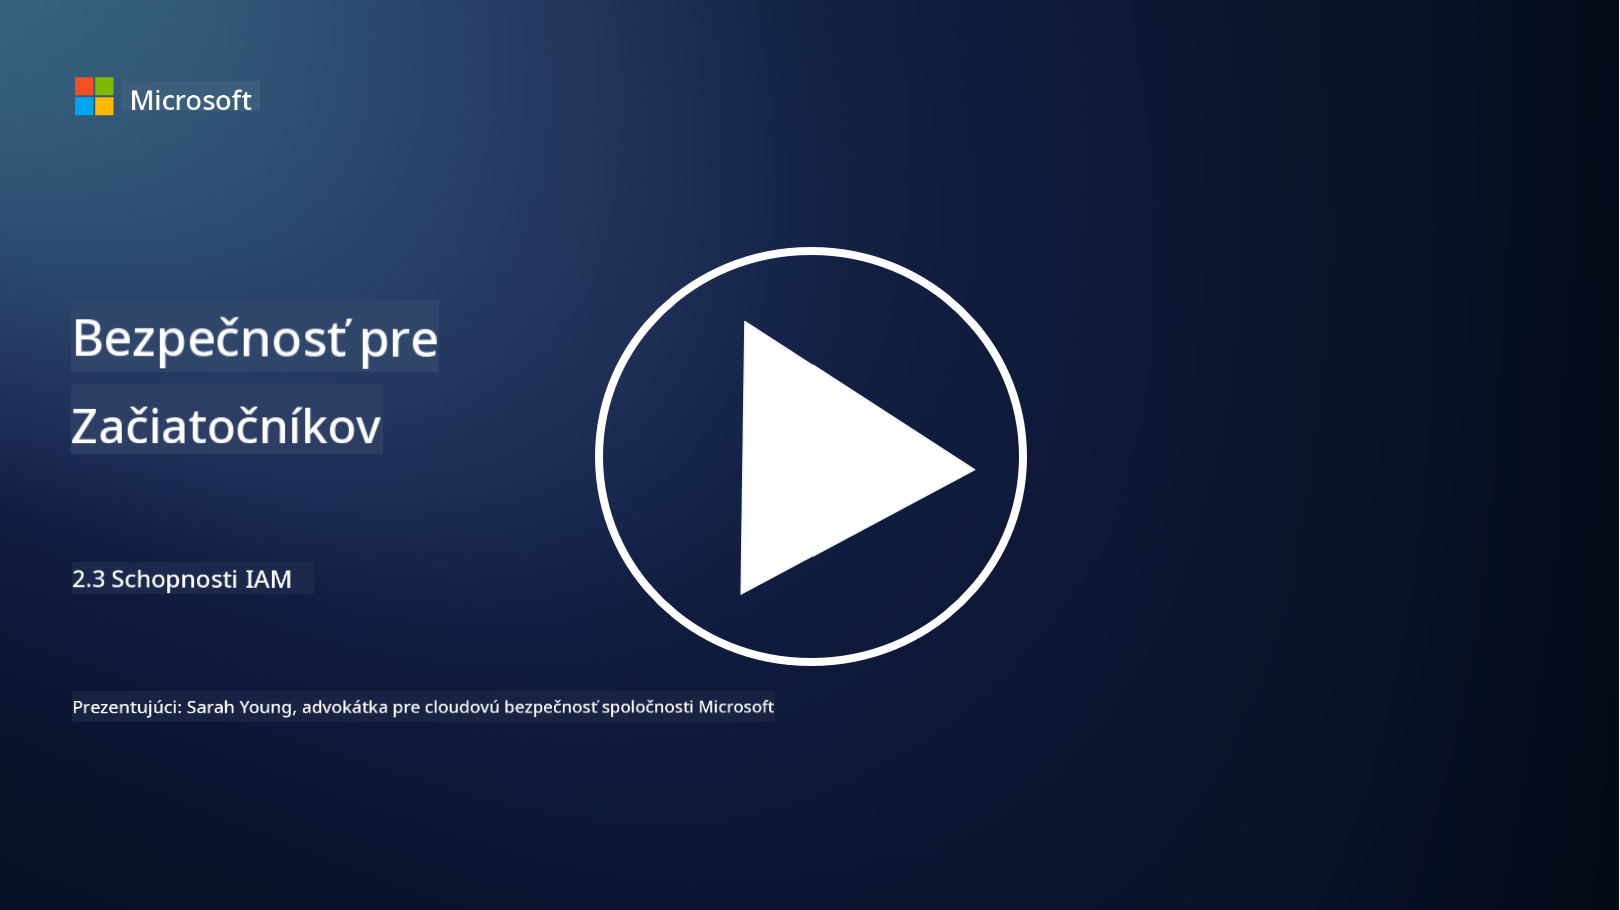 Microsoft
Bezpečnosť pre
Začiatočníkov
2.3 Schopnosti IAM
Prezentujúci: Sarah Young, advokátka pre cloudovú bezpečnosť spoločnosti Microsoft